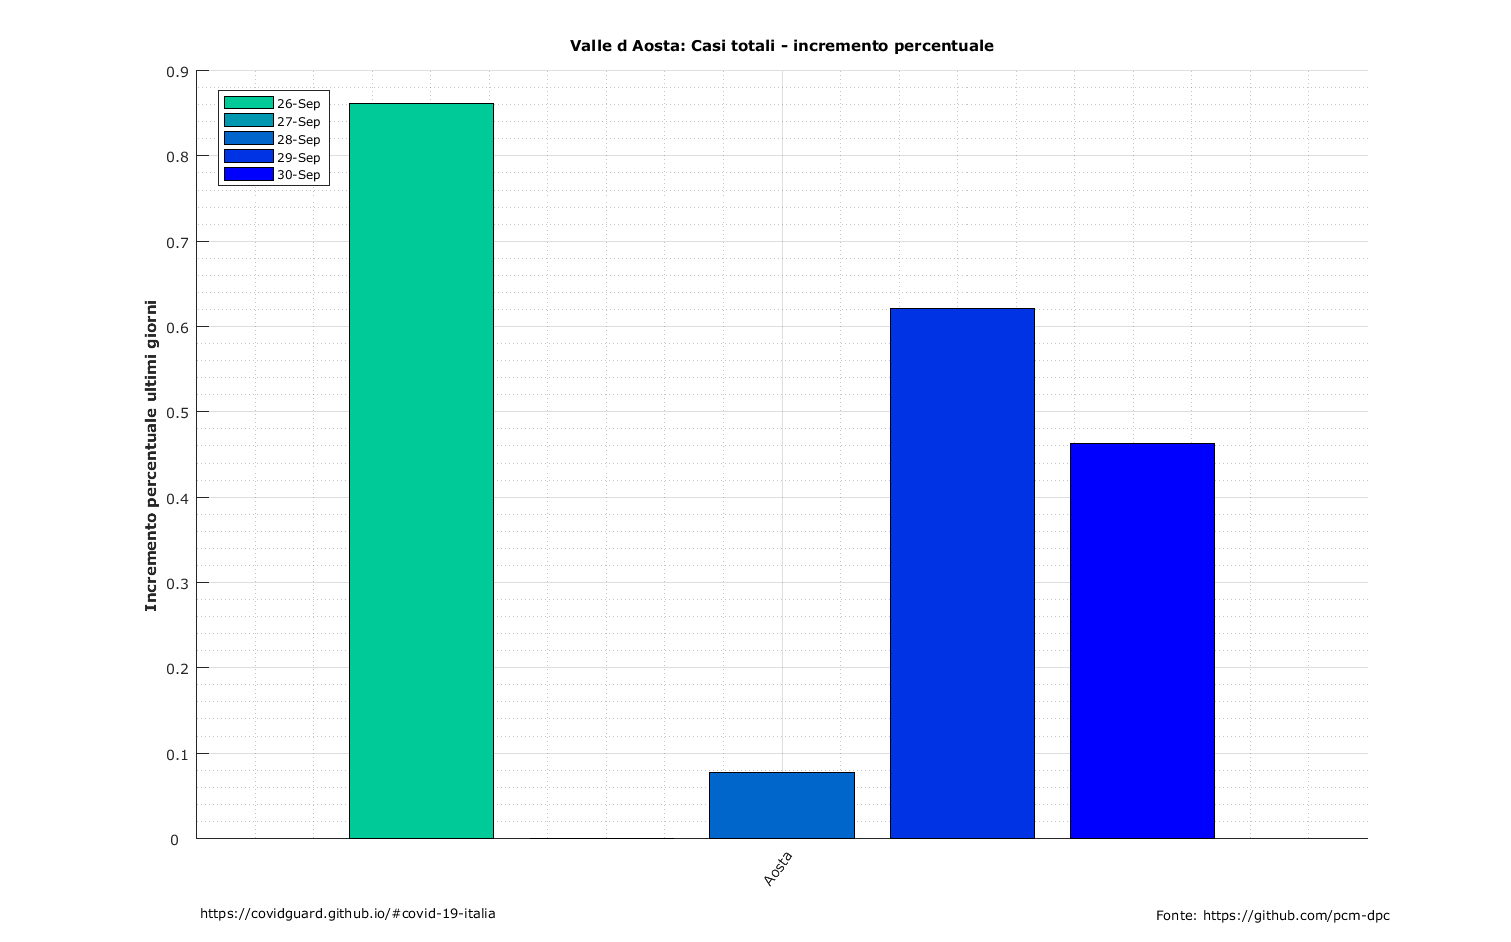 Valle d Aosta: Casi totali - incremento percentuale
0.9
0.8
0.7
0.6
0.5
0.4
0.3
0.2
0.1
0
Incremento percentuale ultimi giorni
26-Sep
27-Sep
28-Sep
29-Sep
30-Sep
Aosta
https://covidguard.github.io/#covid-19-italia
Fonte: https://github.com/pcm-dpc